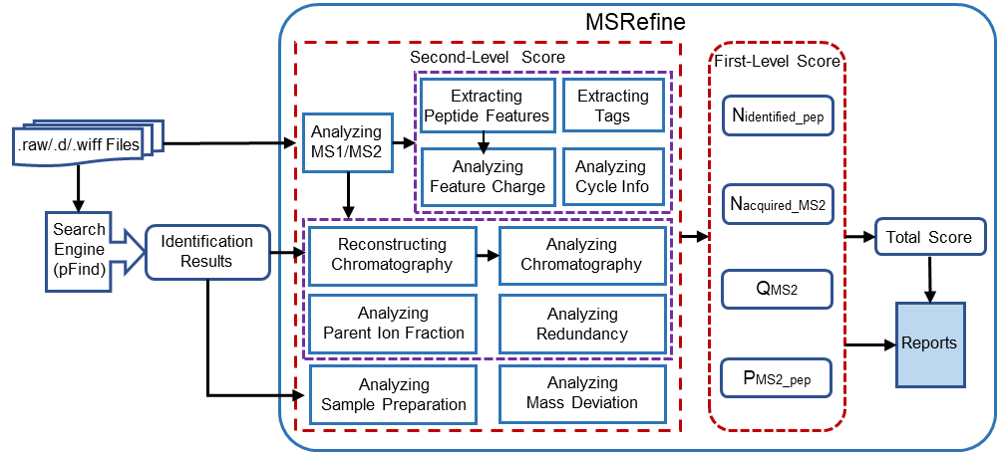 MSRefine
Second-Level Score
First-Level Score
.raw/.d/.wiff Files
Search
Engine
(pFind)
Identification
Results
Analyzing
MS1/MS2
Extracting
Peptide Features
Extracting
Tags
Analyzing
Feature Charge
Analyzing
Cycle Info
Reconstructing
Chromatography
Analyzing
Chromatography
Analyzing
Parent Ion Fraction
Analyzing
Redundancy
Analyzing
Sample Preparation
Analyzing
Mass Deviation
Nidentified_pep
Nacquired_MS2
QMS2
PMS2_pep
Total Score
Reports